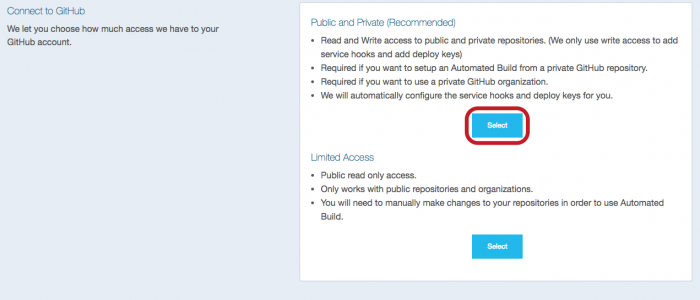 Connect to GitHub
We let you choose how much access we have to your
GitHub account.
Public and Private (Recommended)
Read and Write access to public and private repositories. (We only use write access to add
service hooks and add deploy keys)
Required if you want to setup an Automated Build from a private GitHub repository.
Required if you want to use a private GitHub organization.
We will automatically configure the service hooks and deploy keys for you.
Select
Limited Access
Public read only access.
Only works with public repositories and organizations.
You will need to manually make changes to your repositories in order to use Automated
Build.
Select